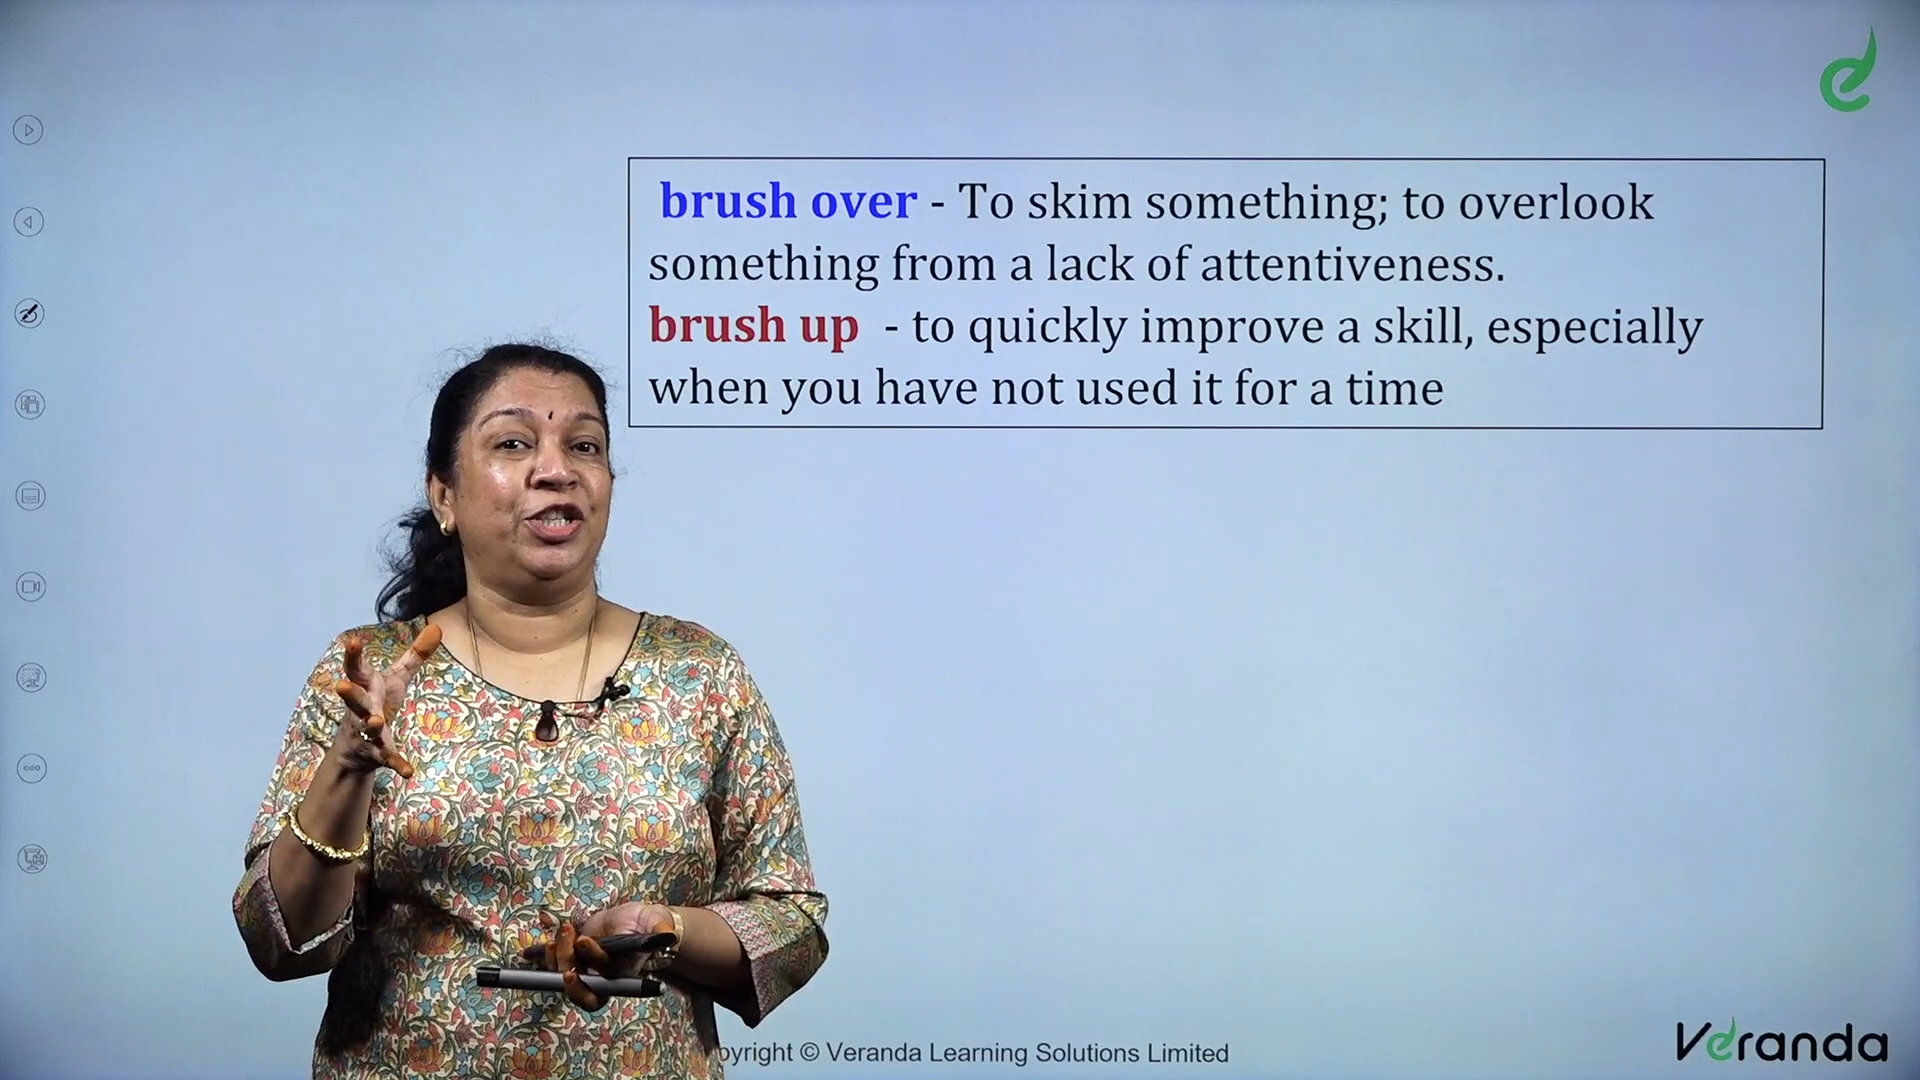 brush over - To skim something; to overlook
something from a lack of attentiveness.
brush up - to quickly improve a skill, especially
when you have not used it for a time
pyright © Veranda Learning Solutions Limited
Veranda